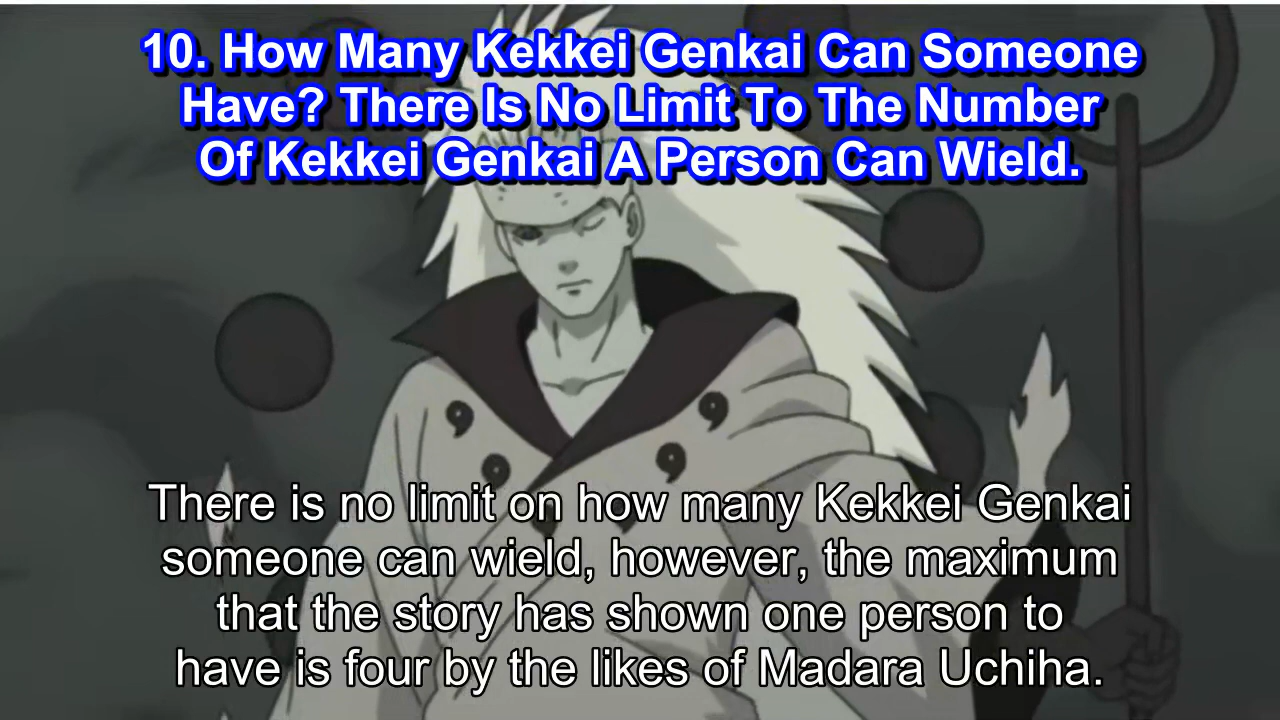 10. How Many Kekkei Genkai Can Someone
Have? There Is No Limit To The Number
Of Kekkei Genkai A Person Can Wield.
There is no limit on how many Kekkei Genkai
someone can wield, however, the maximum
that the story has shown one person to
have is four by the likes of Madara Uchiha.